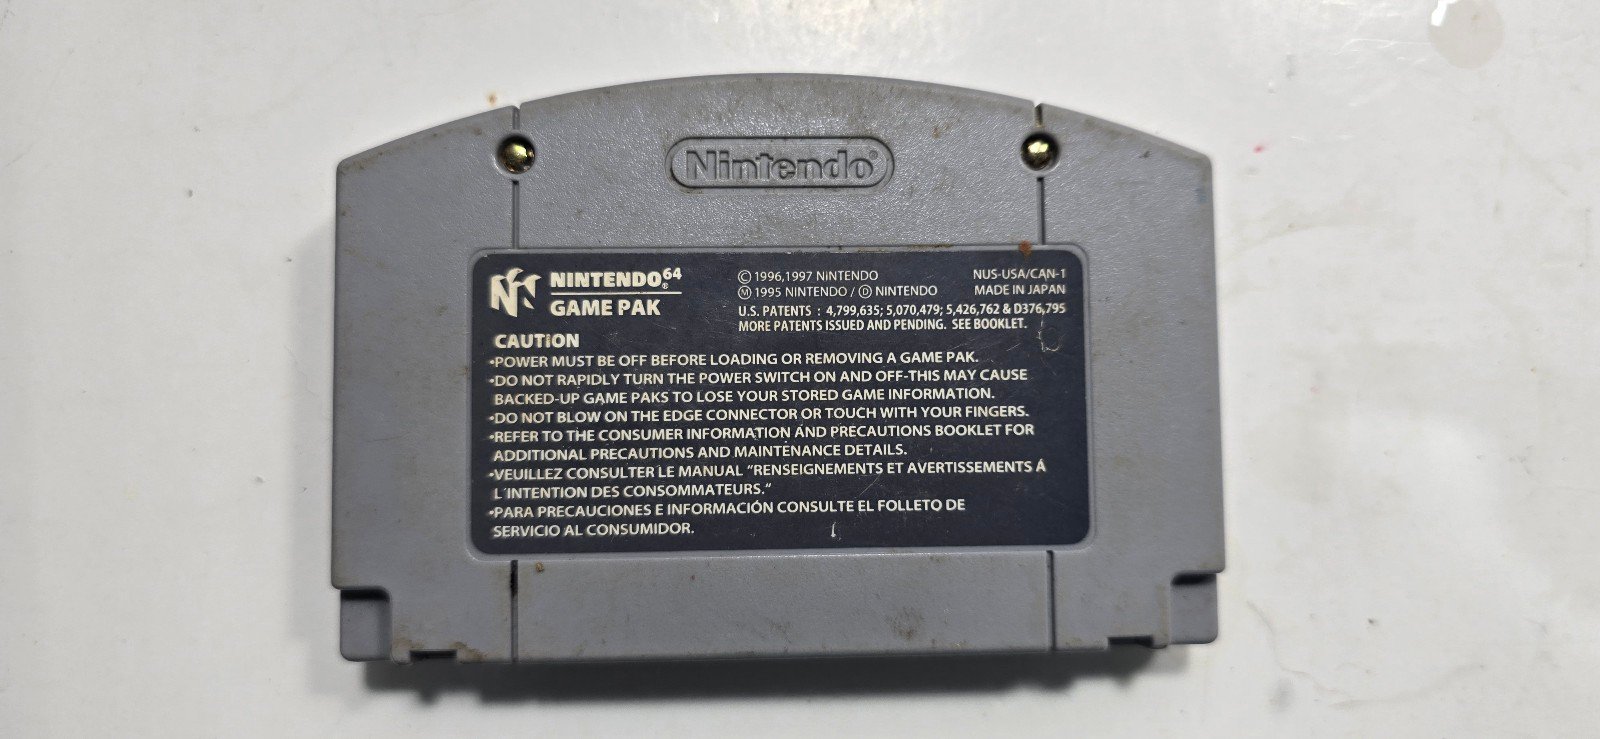 Nintendo®
NINTENDO⁶⁴®
GAME PAK
© 1996,1997 NINTENDO
Ⓜ 1995 NINTENDO / Ⓓ NINTENDO
NUS-USA/CAN-1
MADE IN JAPAN
U.S. PATENTS : 4,799,635; 5,070,479; 5,426,762 & D376,795
MORE PATENTS ISSUED AND PENDING. SEE BOOKLET.
CAUTION
•POWER MUST BE OFF BEFORE LOADING OR REMOVING A GAME PAK.
•DO NOT RAPIDLY TURN THE POWER SWITCH ON AND OFF-THIS MAY CAUSE
BACKED-UP GAME PAKS TO LOSE YOUR STORED GAME INFORMATION.
•DO NOT BLOW ON THE EDGE CONNECTOR OR TOUCH WITH YOUR FINGERS.
•REFER TO THE CONSUMER INFORMATION AND PRECAUTIONS BOOKLET FOR
ADDITIONAL PRECAUTIONS AND MAINTENANCE DETAILS.
•VEUILLEZ CONSULTER LE MANUAL "RENSEIGNEMENTS ET AVERTISSEMENTS Á
L'INTENTION DES CONSOMMATEURS."
•PARA PRECAUCIONES E INFORMACIÓN CONSULTE EL FOLLETO DE
SERVICIO AL CONSUMIDOR.